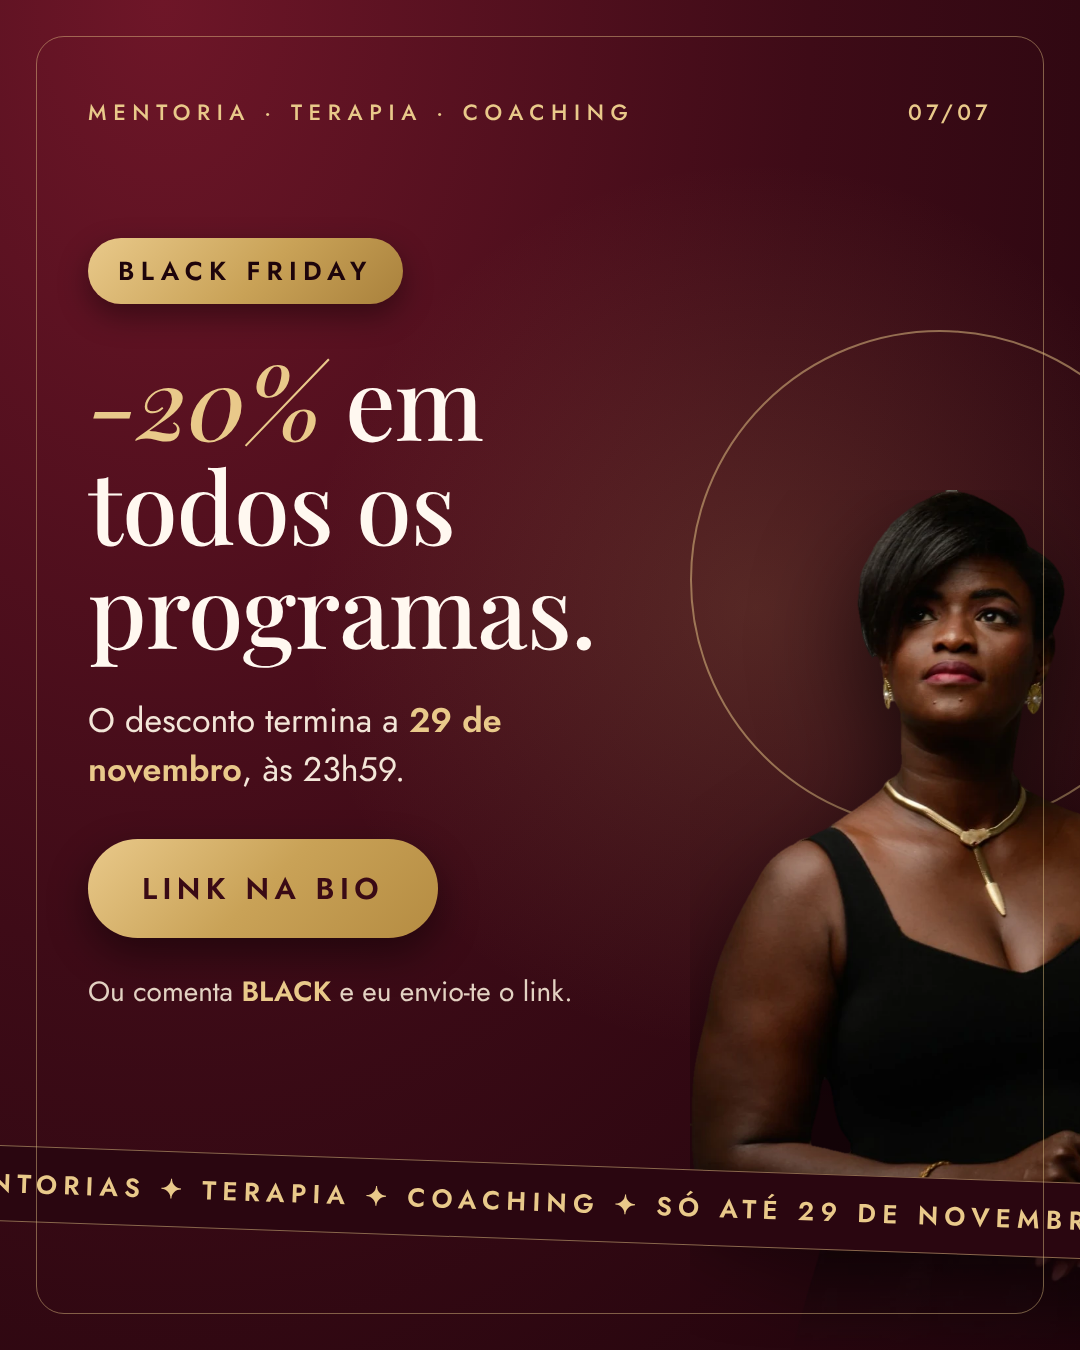 MENTORIA · TERAPIA · COACHING
07/07
BLACK FRIDAY
-20% em
todos os
programas.
O desconto termina a 29 de
novembro, às 23h59.
LINK NA BIO
Ou comenta BLACK e eu envio-te o link.
NTORIAS ✦ TERAPIA ✦ COACHING ✦ SÓ ATÉ 29 DE NOVEMBR